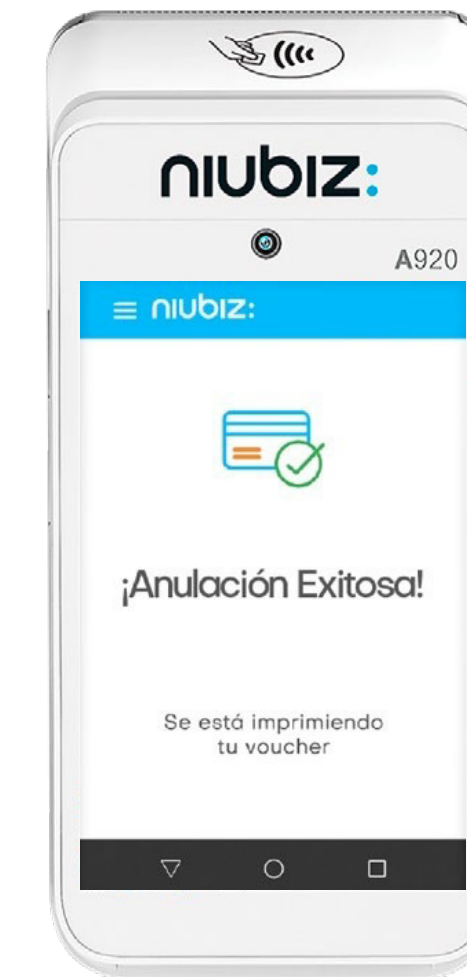 niubiz:
A920
niubiz:
¡Anulación Exitosa!
Se está imprimiendo
tu voucher